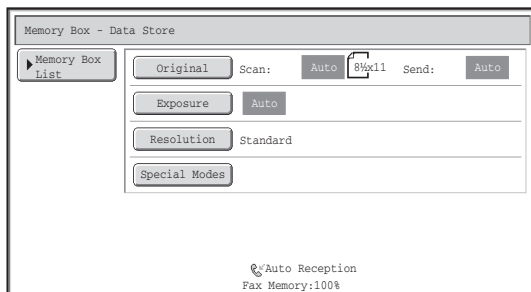 Memory Box - Data Store
Memory Box
List
Original Scan: Auto 8½x11 Send: Auto
Exposure Auto
Resolution Standard
Special Modes
Auto Reception
Fax Memory:100%